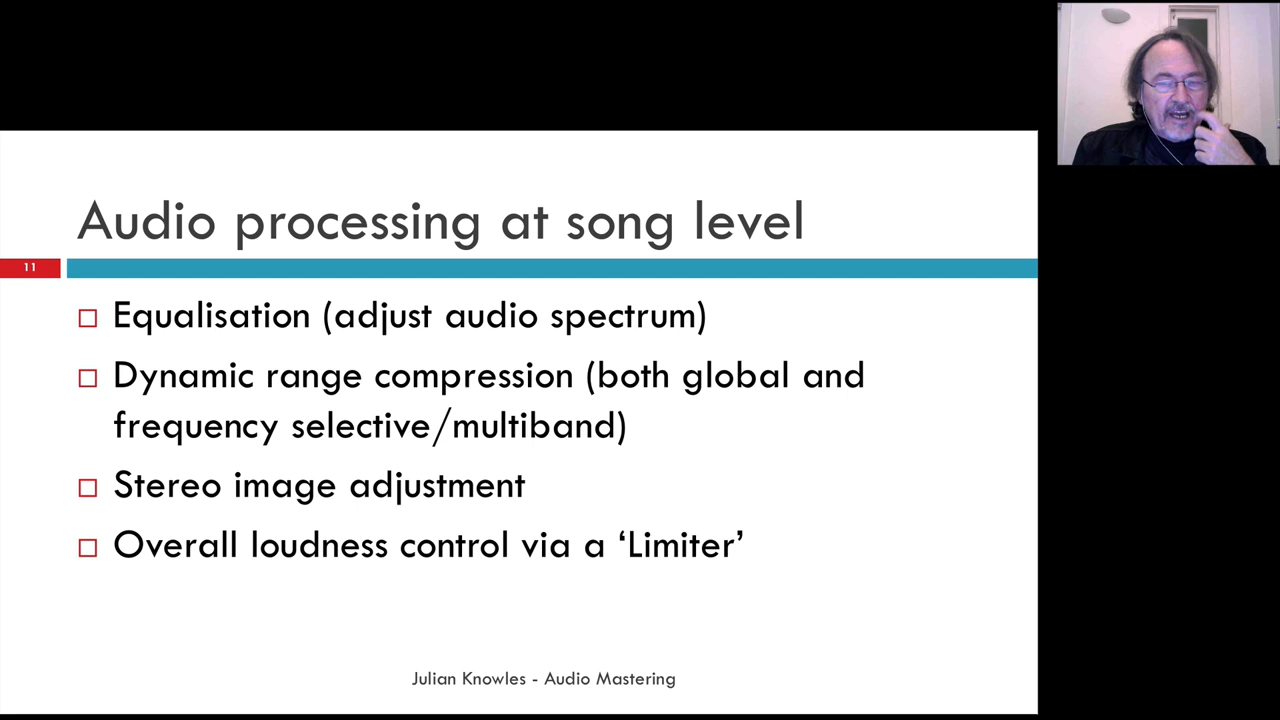 Audio processing at song level
11
Equalisation (adjust audio spectrum)
Dynamic range compression (both global and
frequency selective/multiband)
Stereo image adjustment
Overall loudness control via a ‘Limiter’
Julian Knowles - Audio Mastering